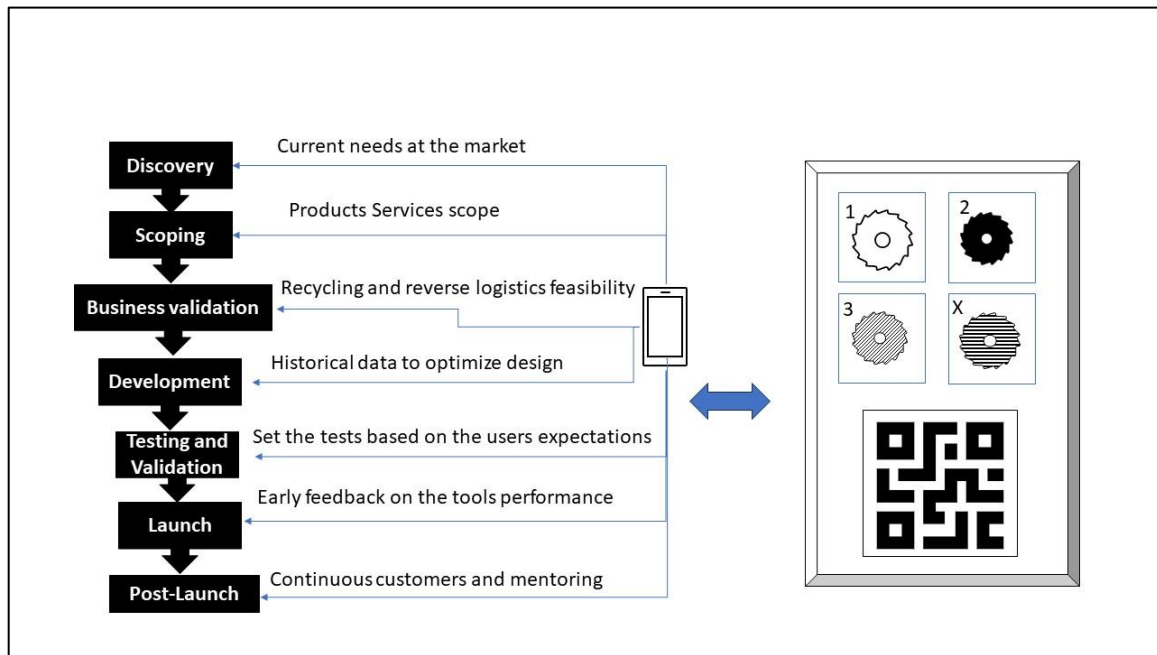 Current needs at the market
Discovery
Products Services scope
Scoping
Recycling and reverse logistics feasibility
Business validation
Historical data to optimize design
Development
Set the tests based on the users expectations
Testing and
Validation
Early feedback on the tools performance
Launch
Continuous customers and mentoring
Post-Launch
1
2
3
X